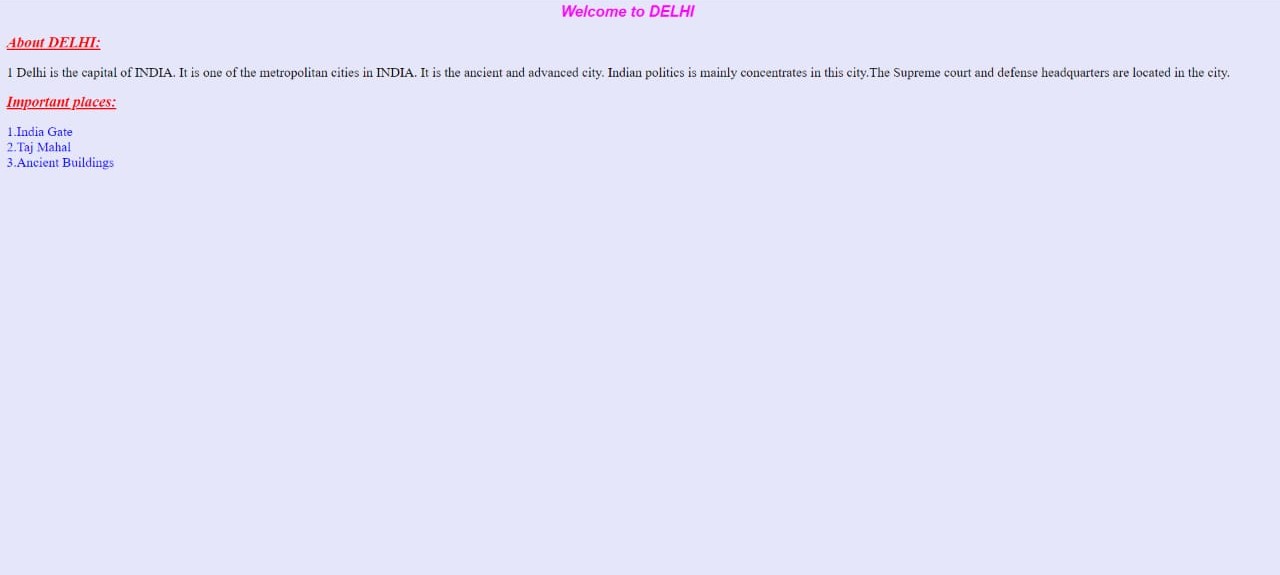 Welcome to DELHI
About DELHI:
1 Delhi is the capital of INDIA. It is one of the metropolitan cities in INDIA. It is the ancient and advanced city. Indian politics is mainly concentrates in this city.The Supreme court and defense headquarters are located in the city.
Important places:
1.India Gate
2.Taj Mahal
3.Ancient Buildings